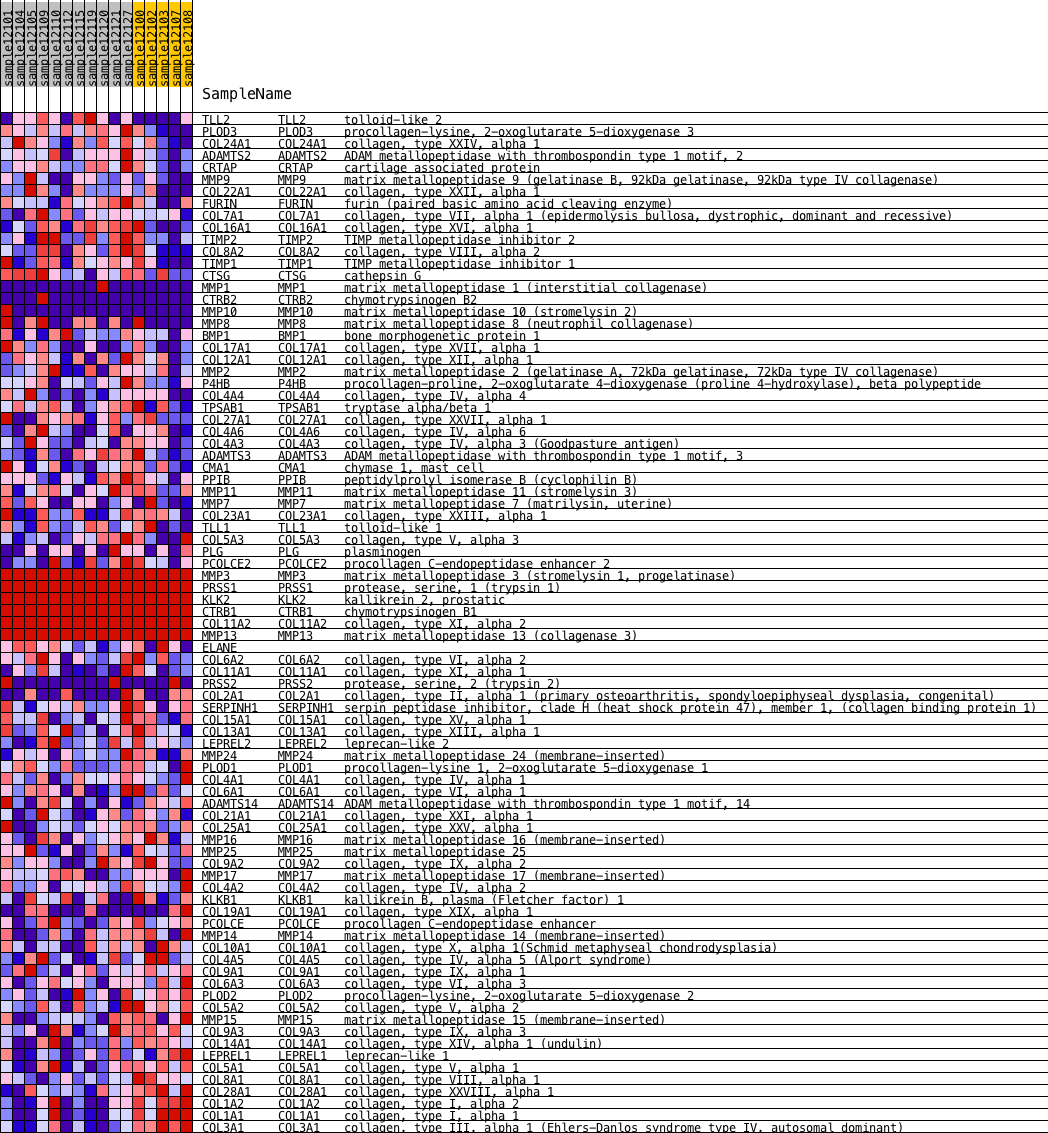 sample12101
sample12104
sample12105
sample12109
sample12110
sample12112
sample12115
sample12119
sample12120
sample12121
sample12127
sample12100
sample12102
sample12103
sample12107
sample12108
SampleName
TLL2 TLL2 tolloid-like 2
PLOD3 PLOD3 procollagen-lysine, 2-oxoglutarate 5-dioxygenase 3
COL24A1 COL24A1 collagen, type XXIV, alpha 1
ADAMTS2 ADAMTS2 ADAM metallopeptidase with thrombospondin type 1 motif, 2
CRTAP CRTAP cartilage associated protein
MMP9 MMP9 matrix metallopeptidase 9 (gelatinase B, 92kDa gelatinase, 92kDa type IV collagenase)
COL22A1 COL22A1 collagen, type XXII, alpha 1
FURIN FURIN furin (paired basic amino acid cleaving enzyme)
COL7A1 COL7A1 collagen, type VII, alpha 1 (epidermolysis bullosa, dystrophic, dominant and recessive)
COL16A1 COL16A1 collagen, type XVI, alpha 1
TIMP2 TIMP2 TIMP metallopeptidase inhibitor 2
COL8A2 COL8A2 collagen, type VIII, alpha 2
TIMP1 TIMP1 TIMP metallopeptidase inhibitor 1
CTSG CTSG cathepsin G
MMP1 MMP1 matrix metallopeptidase 1 (interstitial collagenase)
CTRB2 CTRB2 chymotrypsinogen B2
MMP10 MMP10 matrix metallopeptidase 10 (stromelysin 2)
MMP8 MMP8 matrix metallopeptidase 8 (neutrophil collagenase)
BMP1 BMP1 bone morphogenetic protein 1
COL17A1 COL17A1 collagen, type XVII, alpha 1
COL12A1 COL12A1 collagen, type XII, alpha 1
MMP2 MMP2 matrix metallopeptidase 2 (gelatinase A, 72kDa gelatinase, 72kDa type IV collagenase)
P4HB P4HB procollagen-proline, 2-oxoglutarate 4-dioxygenase (proline 4-hydroxylase), beta polypeptide
COL4A4 COL4A4 collagen, type IV, alpha 4
TPSAB1 TPSAB1 tryptase alpha/beta 1
COL27A1 COL27A1 collagen, type XXVII, alpha 1
COL4A6 COL4A6 collagen, type IV, alpha 6
COL4A3 COL4A3 collagen, type IV, alpha 3 (Goodpasture antigen)
ADAMTS3 ADAMTS3 ADAM metallopeptidase with thrombospondin type 1 motif, 3
CMA1 CMA1 chymase 1, mast cell
PPIB PPIB peptidylprolyl isomerase B (cyclophilin B)
MMP11 MMP11 matrix metallopeptidase 11 (stromelysin 3)
MMP7 MMP7 matrix metallopeptidase 7 (matrilysin, uterine)
COL23A1 COL23A1 collagen, type XXIII, alpha 1
TLL1 TLL1 tolloid-like 1
COL5A3 COL5A3 collagen, type V, alpha 3
PLG PLG plasminogen
PCOLCE2 PCOLCE2 procollagen C-endopeptidase enhancer 2
MMP3 MMP3 matrix metallopeptidase 3 (stromelysin 1, progelatinase)
PRSS1 PRSS1 protease, serine, 1 (trypsin 1)
KLK2 KLK2 kallikrein 2, prostatic
CTRB1 CTRB1 chymotrypsinogen B1
COL11A2 COL11A2 collagen, type XI, alpha 2
MMP13 MMP13 matrix metallopeptidase 13 (collagenase 3)
ELANE
COL6A2 COL6A2 collagen, type VI, alpha 2
COL11A1 COL11A1 collagen, type XI, alpha 1
PRSS2 PRSS2 protease, serine, 2 (trypsin 2)
COL2A1 COL2A1 collagen, type II, alpha 1 (primary osteoarthritis, spondyloepiphyseal dysplasia, congenital)
SERPINH1 SERPINH1 serpin peptidase inhibitor, clade H (heat shock protein 47), member 1, (collagen binding protein 1)
COL15A1 COL15A1 collagen, type XV, alpha 1
COL13A1 COL13A1 collagen, type XIII, alpha 1
LEPREL2 LEPREL2 leprecan-like 2
MMP24 MMP24 matrix metallopeptidase 24 (membrane-inserted)
PLOD1 PLOD1 procollagen-lysine 1, 2-oxoglutarate 5-dioxygenase 1
COL4A1 COL4A1 collagen, type IV, alpha 1
COL6A1 COL6A1 collagen, type VI, alpha 1
ADAMTS14 ADAMTS14 ADAM metallopeptidase with thrombospondin type 1 motif, 14
COL21A1 COL21A1 collagen, type XXI, alpha 1
COL25A1 COL25A1 collagen, type XXV, alpha 1
MMP16 MMP16 matrix metallopeptidase 16 (membrane-inserted)
MMP25 MMP25 matrix metallopeptidase 25
COL9A2 COL9A2 collagen, type IX, alpha 2
MMP17 MMP17 matrix metallopeptidase 17 (membrane-inserted)
COL4A2 COL4A2 collagen, type IV, alpha 2
KLKB1 KLKB1 kallikrein B, plasma (Fletcher factor) 1
COL19A1 COL19A1 collagen, type XIX, alpha 1
PCOLCE PCOLCE procollagen C-endopeptidase enhancer
MMP14 MMP14 matrix metallopeptidase 14 (membrane-inserted)
COL10A1 COL10A1 collagen, type X, alpha 1(Schmid metaphyseal chondrodysplasia)
COL4A5 COL4A5 collagen, type IV, alpha 5 (Alport syndrome)
COL9A1 COL9A1 collagen, type IX, alpha 1
COL6A3 COL6A3 collagen, type VI, alpha 3
PLOD2 PLOD2 procollagen-lysine, 2-oxoglutarate 5-dioxygenase 2
COL5A2 COL5A2 collagen, type V, alpha 2
MMP15 MMP15 matrix metallopeptidase 15 (membrane-inserted)
COL9A3 COL9A3 collagen, type IX, alpha 3
COL14A1 COL14A1 collagen, type XIV, alpha 1 (undulin)
LEPREL1 LEPREL1 leprecan-like 1
COL5A1 COL5A1 collagen, type V, alpha 1
COL8A1 COL8A1 collagen, type VIII, alpha 1
COL28A1 COL28A1 collagen, type XXVIII, alpha 1
COL1A2 COL1A2 collagen, type I, alpha 2
COL1A1 COL1A1 collagen, type I, alpha 1
COL3A1 COL3A1 collagen, type III, alpha 1 (Ehlers-Danlos syndrome type IV, autosomal dominant)